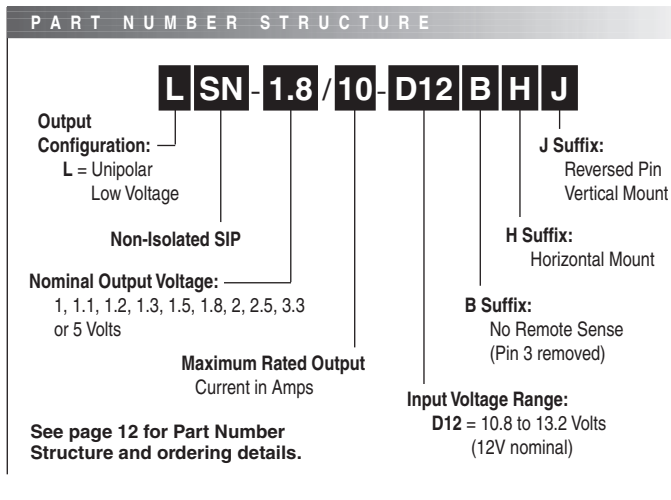 PART NUMBER STRUCTURE
L SN - 1.8 / 10 - D12 B H J
Output
Configuration:
L = Unipolar
Low Voltage
Non-Isolated SIP
Nominal Output Voltage:
1, 1.1, 1.2, 1.3, 1.5, 1.8, 2, 2.5, 3.3
or 5 Volts
Maximum Rated Output
Current in Amps
See page 12 for Part Number
Structure and ordering details.
J Suffix:
Reversed Pin
Vertical Mount
H Suffix:
Horizontal Mount
B Suffix:
No Remote Sense
(Pin 3 removed)
Input Voltage Range:
D12 = 10.8 to 13.2 Volts
(12V nominal)